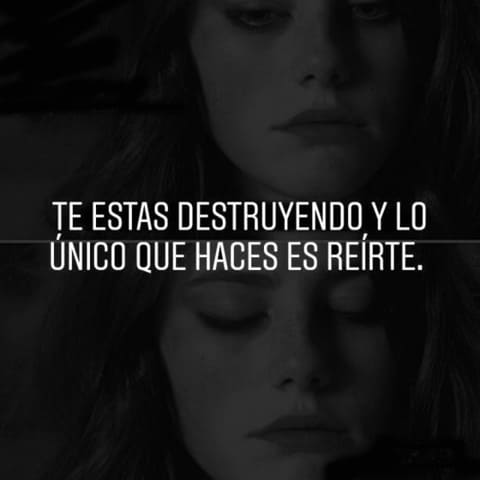 TE ESTAS DESTRUYENDO Y LO
ÚNICO QUE HACES ES REÍRTE.